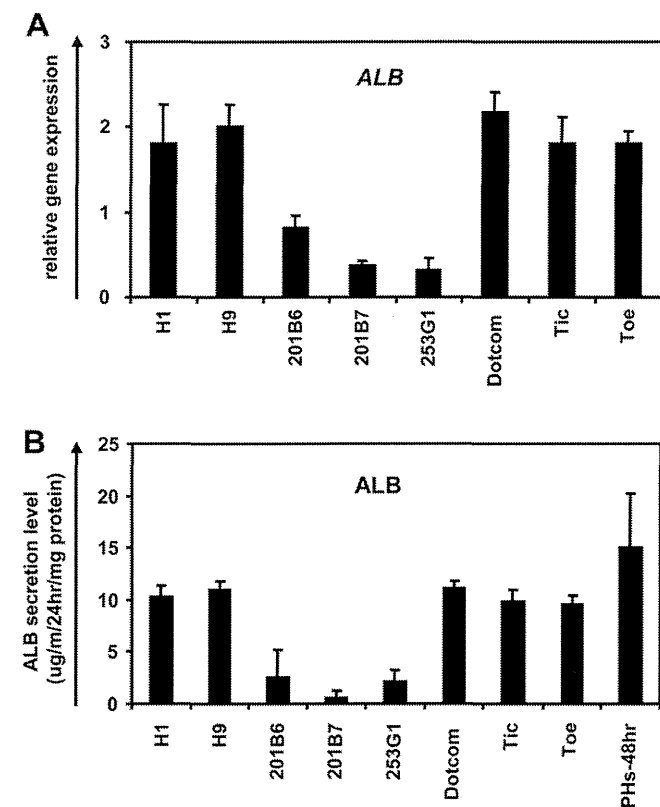 A
ALB
relative gene expression
3
2
1
0
H1
H9
201B6
201B7
253G1
Dotcom
Tic
Toe
B
ALB
ALB secretion level
(ug/m/24hr/mg protein)
25
20
15
10
5
0
H1
H9
201B6
201B7
253G1
Dotcom
Tic
Toe
PHs-48hr